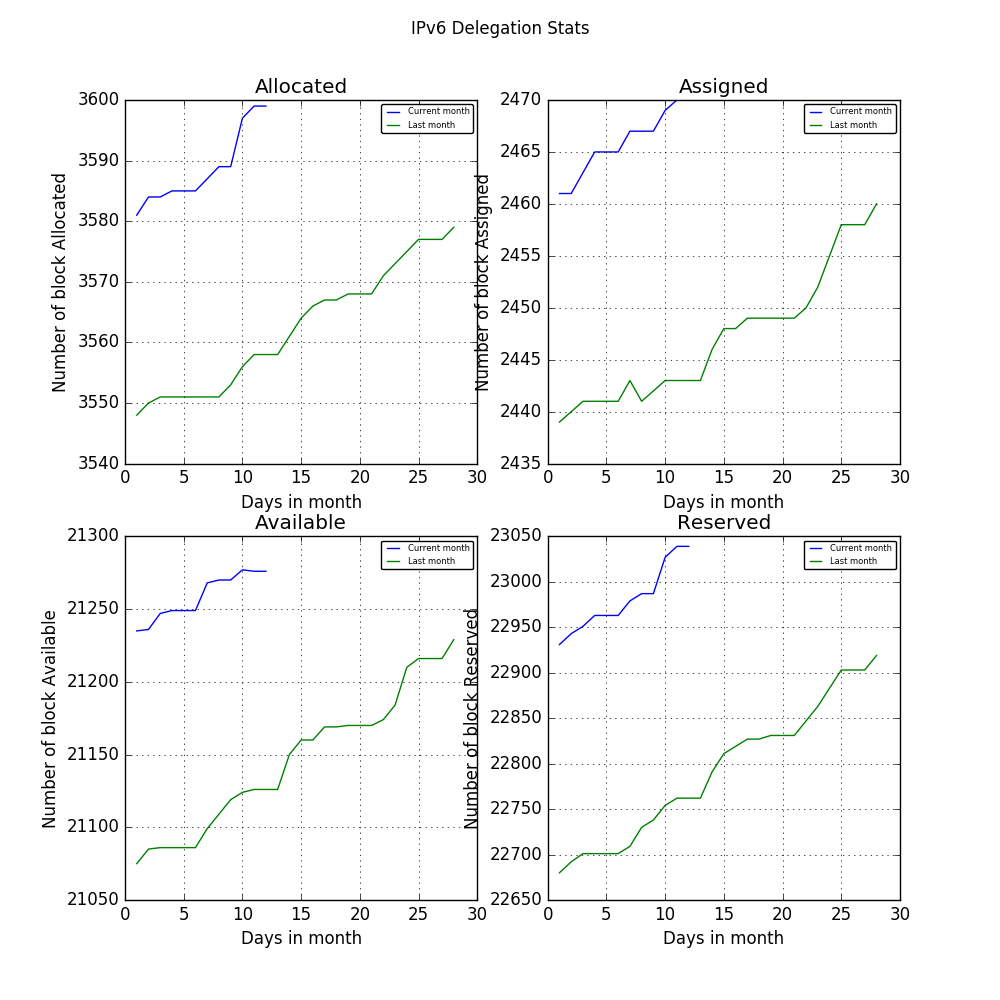 IPv6 Delegation Stats
Allocated
Number of block Allocated
3600
3590
3580
3570
3560
3550
3540
Current month
Last month
0 5 10 15 20 25 30
Days in month
Assigned
Number of block Assigned
2470
2465
2460
2455
2450
2445
2440
2435
Current month
Last month
0 5 10 15 20 25 30
Days in month
Available
Number of block Available
21300
21250
21200
21150
21100
21050
Current month
Last month
0 5 10 15 20 25 30
Days in month
Reserved
Number of block Reserved
23050
23000
22950
22900
22850
22800
22750
22700
22650
Current month
Last month
0 5 10 15 20 25 30
Days in month